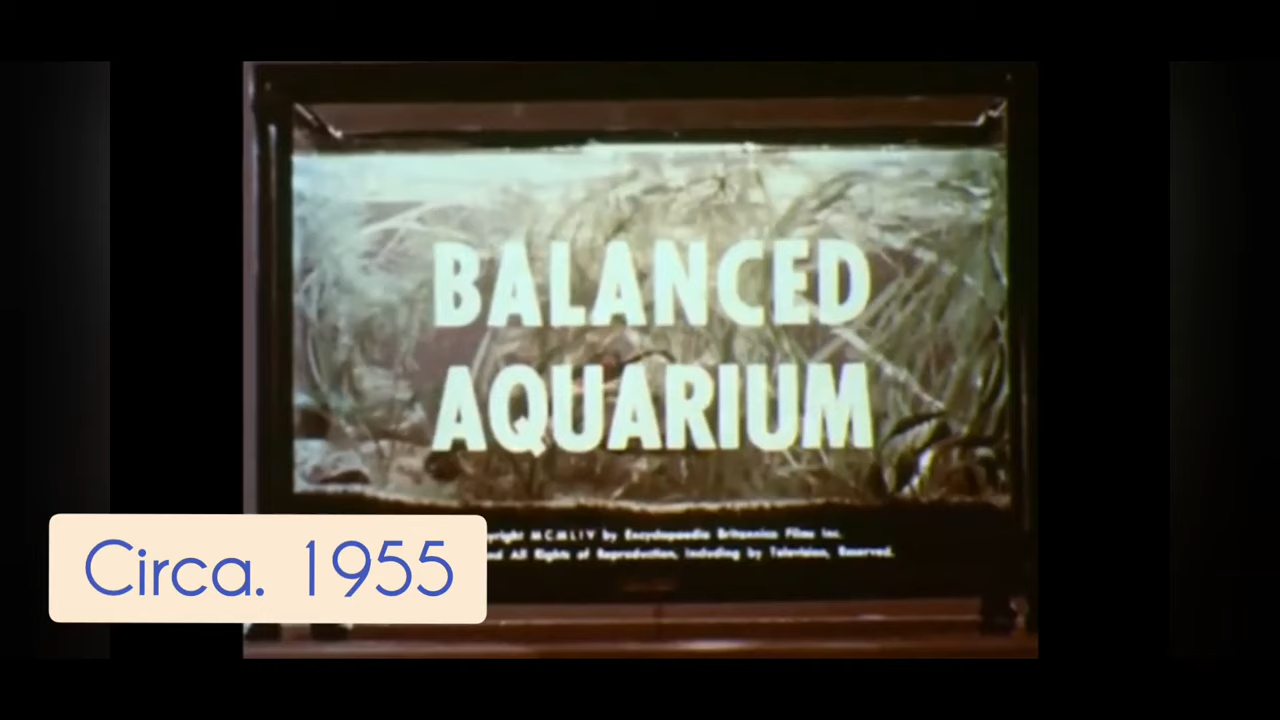 BALANCED
AQUARIUM
MCMLIV by Encyclopaedia Britannica Films Inc.
All Rights of Reproduction, Including by Television, Reserved.
Circa. 1955